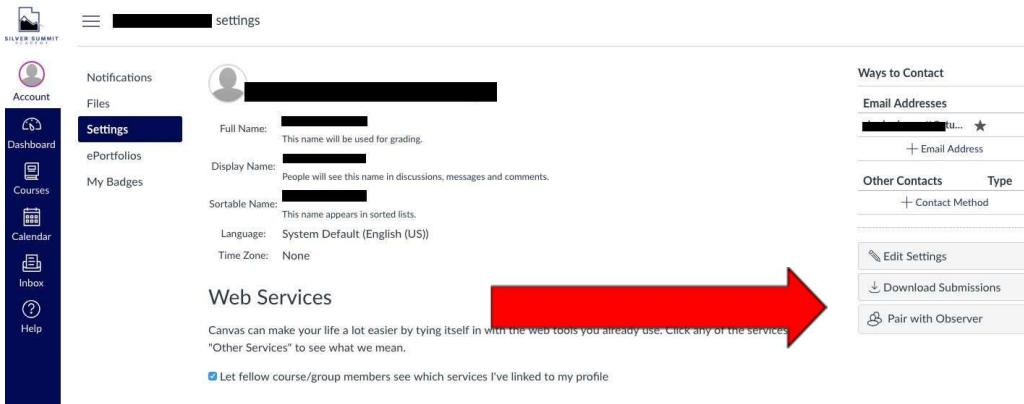 SILVER SUMMIT
ACADEMY
settings
Account
Dashboard
Courses
Calendar
Inbox
Help
Notifications
Files
Settings
ePortfolios
My Badges
Full Name:
This name will be used for grading.
Display Name:
People will see this name in discussions, messages and comments.
Sortable Name:
This name appears in sorted lists.
Language: System Default (English (US))
Time Zone: None
Web Services
Canvas can make your life a lot easier by tying itself in with the web tools you already use. Click any of the services
"Other Services" to see what we mean.
Let fellow course/group members see which services I've linked to my profile
Ways to Contact
Email Addresses
tu...
+ Email Address
Other Contacts Type
+ Contact Method
Edit Settings
Download Submissions
Pair with Observer